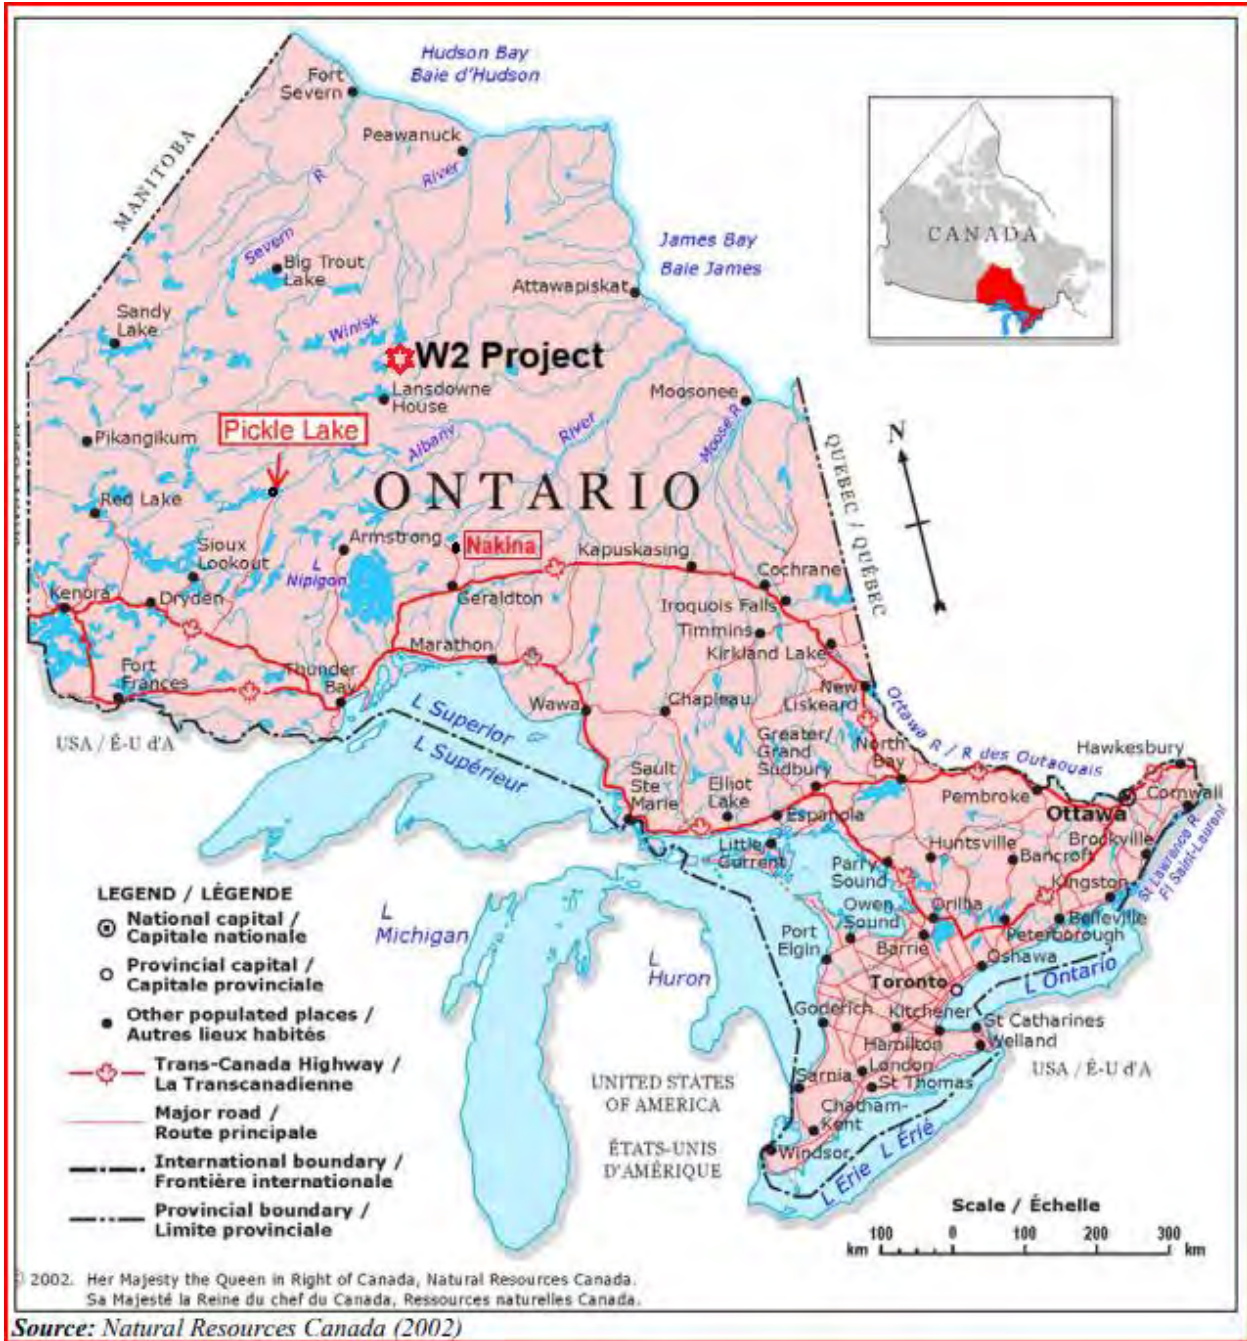 Hudson Bay
Baie d'Hudson
Fort
Severn
Peawanuck
MANITOBA
River
R
Severn
Big Trout
Lake
James Bay
Baie James
CANADA
Attawapiskat
Sandy
Lake
Winisk
W2 Project
Lansdowne
House
Moosonee
Pickle Lake
Pikangikum
Albany
River
Moose R
QUEBEC / QUÉBEC
N
ONTARIO
Red Lake
Sioux
Lookout
Armstrong
Nakina
Kapuskasing
L
Nipigon
Cochrane
Kenora
Dryden
Geraldton
Iroquois Falls
Timmins
Kirkland Lake
Marathon
Fort
Frances
Thunder
Bay
Wawa
Chapleau
New
Liskeard
Ottawa R / R des Outaouais
USA / É-U d'A
L Superior
L Supérieur
Greater/
Grand
Sudbury
North
Bay
Hawkesbury
Sault
Ste
Marie
Elliot
Lake
Espanola
Pembroke
Ottawa
Cornwall
Little
Current
Parry
Sound
Huntsville
Bancroft
Brockville
St Lawrence R
Fl Saint-Laurent
Kingston
LEGEND / LÉGENDE
National capital /
Capitale nationale
L
Michigan
Owen
Sound
Orillia
Belleville
Port
Elgin
Barrie
Peterborough
Provincial capital /
Capitale provinciale
L
Huron
Oshawa
L Ontario
Toronto
Other populated places /
Autres lieux habités
Goderich
Kitchener
St Catharines
Hamilton
Welland
Trans-Canada Highway /
La Transcanadienne
UNITED STATES
OF AMERICA
Sarnia
London
St Thomas
USA / É-U d'A
Major road /
Route principale
Chatham-
Kent
ÉTATS-UNIS
D'AMÉRIQUE
Windsor
L Erie L Érié
International boundary /
Frontière internationale
Provincial boundary /
Limite provinciale
Scale / Échelle
100 0 100 200 300
km km
© 2002. Her Majesty the Queen in Right of Canada, Natural Resources Canada.
Sa Majesté la Reine du chef du Canada, Ressources naturelles Canada.
Source: Natural Resources Canada (2002)